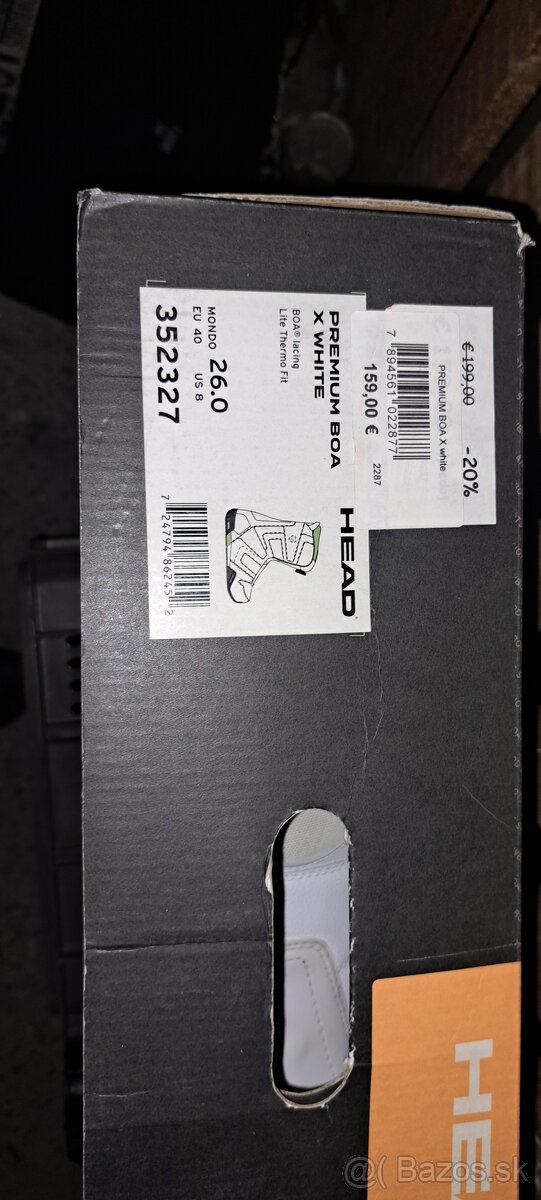 HEAD
PREMIUM BOA
X WHITE
BOA® lacing
Lite Thermo Fit
MONDO 26.0
EU 40 US 8
352327
7 24794 86245 2
€ 199,00 -20%
PREMIUM BOA X white
7 894561 022877
159,00 € 2287
HE
@( Bazos.sk